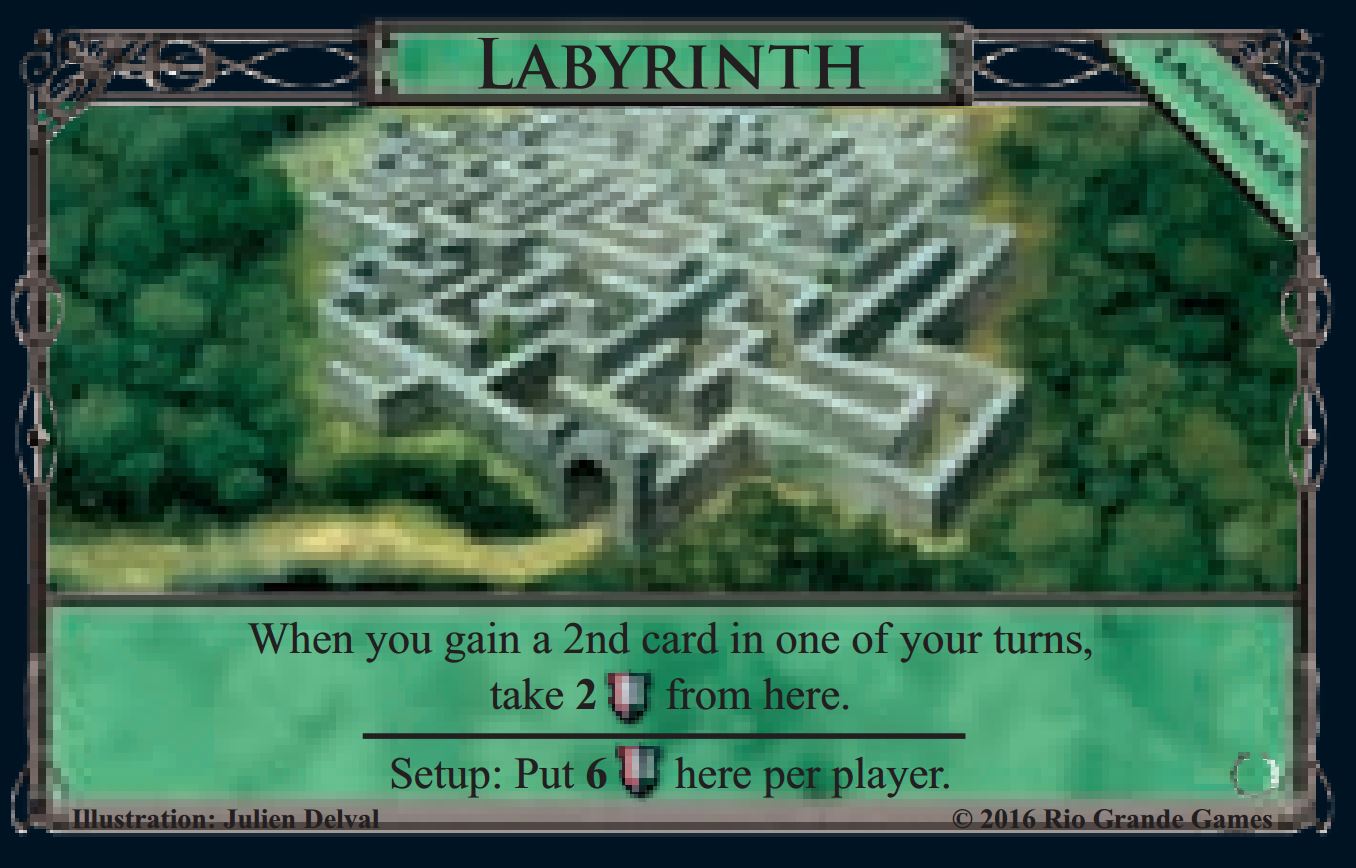 LABYRINTH
LANDMARK
When you gain a 2nd card in one of your turns,
take 2 from here.
Setup: Put 6 here per player.
Illustration: Julien Delval
© 2016 Rio Grande Games